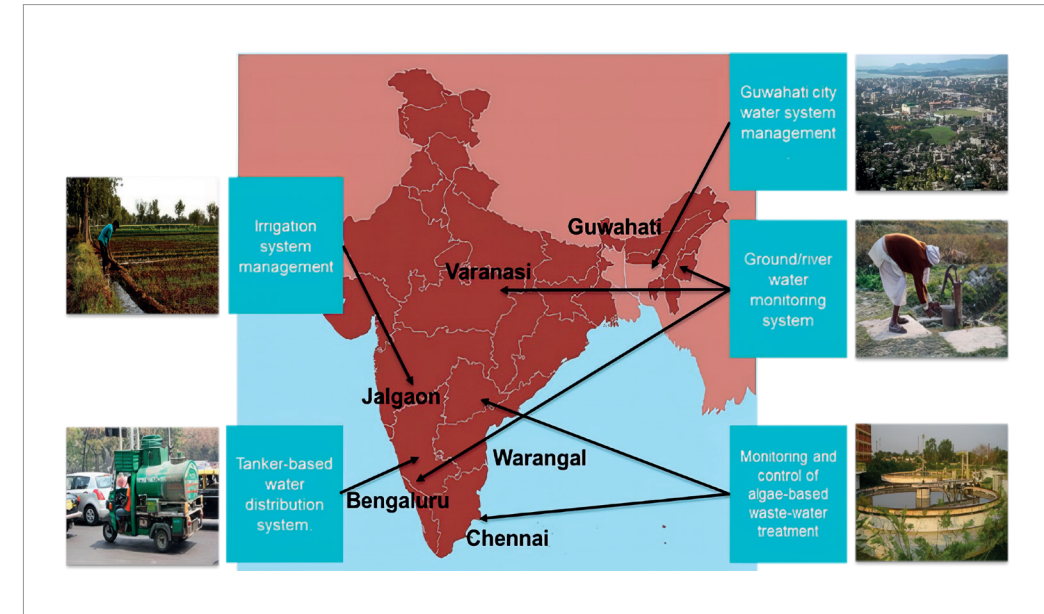 Guwahati city
water system
management
.
Irrigation
system
management
Guwahati
Varanasi
Ground/river
water
monitoring
system
Jalgaon
Tanker-based
water
distribution
system.
Warangal
Bengaluru
Chennai
Monitoring and
control of
algae-based
waste-water
treatment